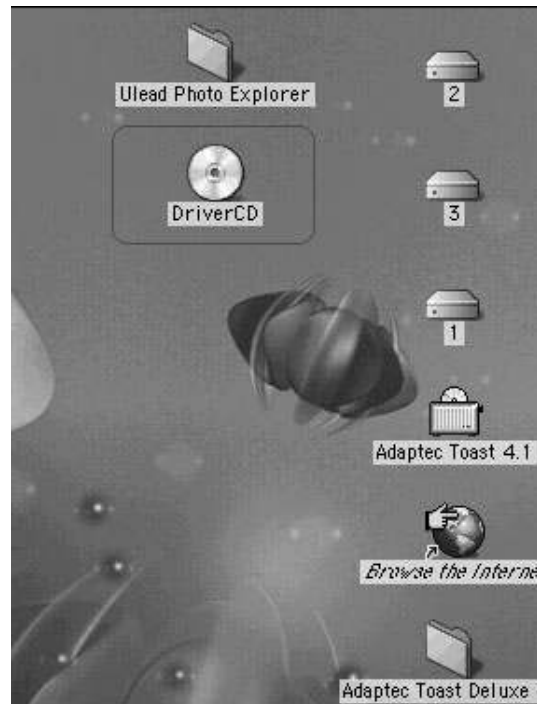 Ulead Photo Explorer
2
DriverCD
3
1
Adaptec Toast 4.1
Browse the Interne
Adaptec Toast Deluxe